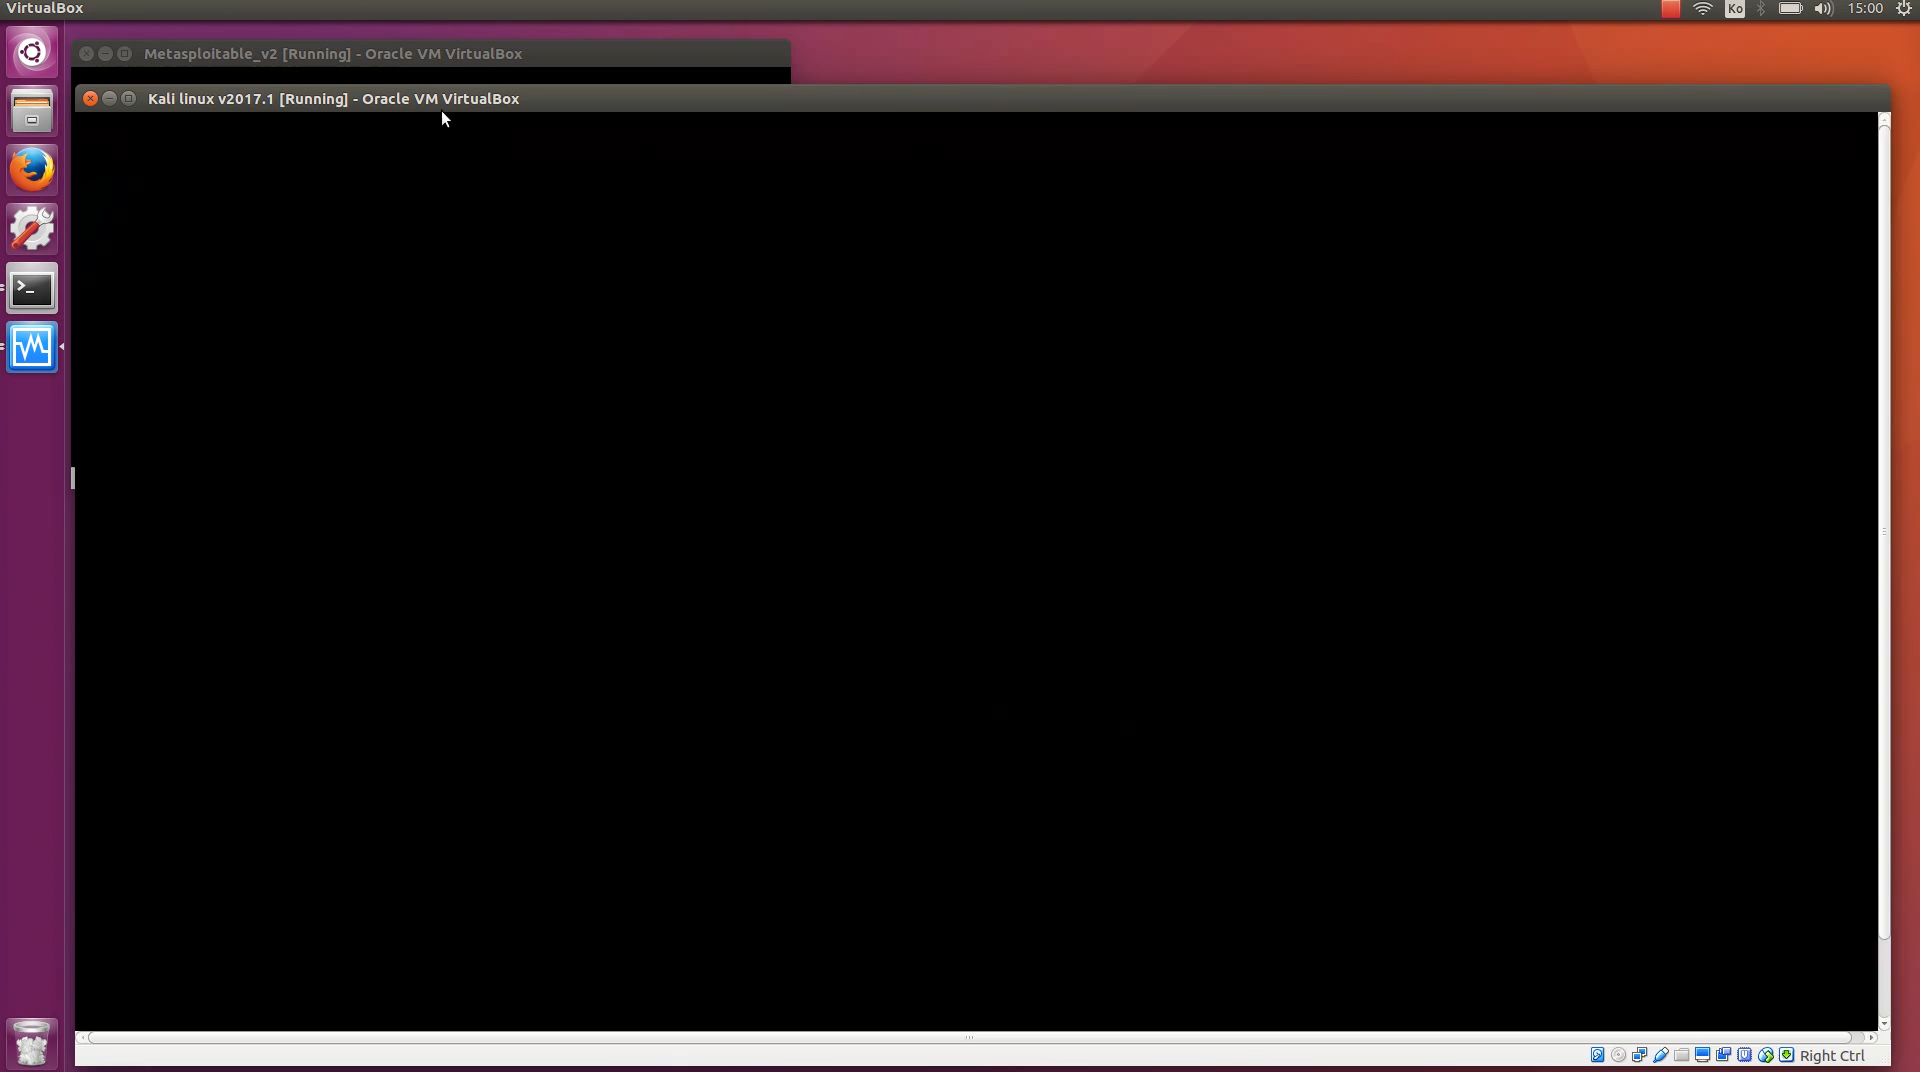 VirtualBox
Ko
15:00
Metasploitable_v2 [Running] - Oracle VM VirtualBox
Kali linux v2017.1 [Running] - Oracle VM VirtualBox
Right Ctrl